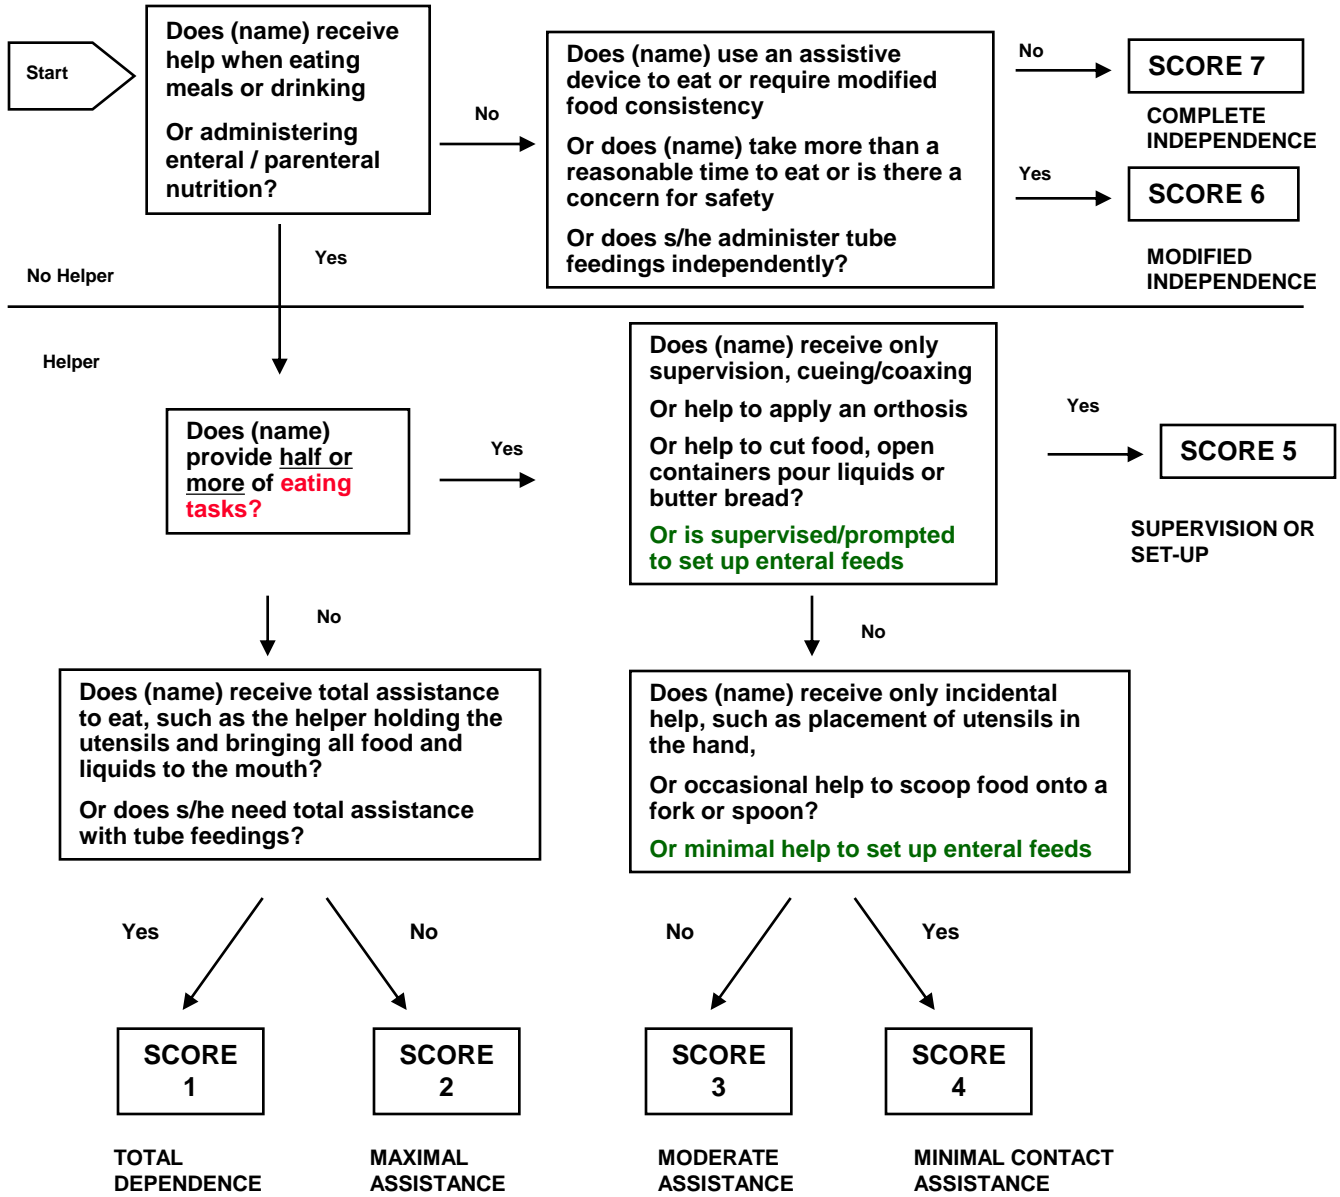 Start
Does (name) receive
help when eating
meals or drinking
Or administering
enteral / parenteral
nutrition?
No
Does (name) use an assistive
device to eat or require modified
food consistency
Or does (name) take more than a
reasonable time to eat or is there a
concern for safety
Or does s/he administer tube
feedings independently?
No
SCORE 7
COMPLETE
INDEPENDENCE
Yes
SCORE 6
MODIFIED
INDEPENDENCE
Yes
No Helper
Helper
Does (name)
provide half or
more of eating
tasks?
Yes
Does (name) receive only
supervision, cueing/coaxing
Or help to apply an orthosis
Or help to cut food, open
containers pour liquids or
butter bread?
Or is supervised/prompted
to set up enteral feeds
Yes
SCORE 5
SUPERVISION OR
SET-UP
No
No
Does (name) receive total assistance
to eat, such as the helper holding the
utensils and bringing all food and
liquids to the mouth?
Or does s/he need total assistance
with tube feedings?
Does (name) receive only incidental
help, such as placement of utensils in
the hand,
Or occasional help to scoop food onto a
fork or spoon?
Or minimal help to set up enteral feeds
Yes
No
No
Yes
SCORE
1
SCORE
2
SCORE
3
SCORE
4
TOTAL
DEPENDENCE
MAXIMAL
ASSISTANCE
MODERATE
ASSISTANCE
MINIMAL CONTACT
ASSISTANCE